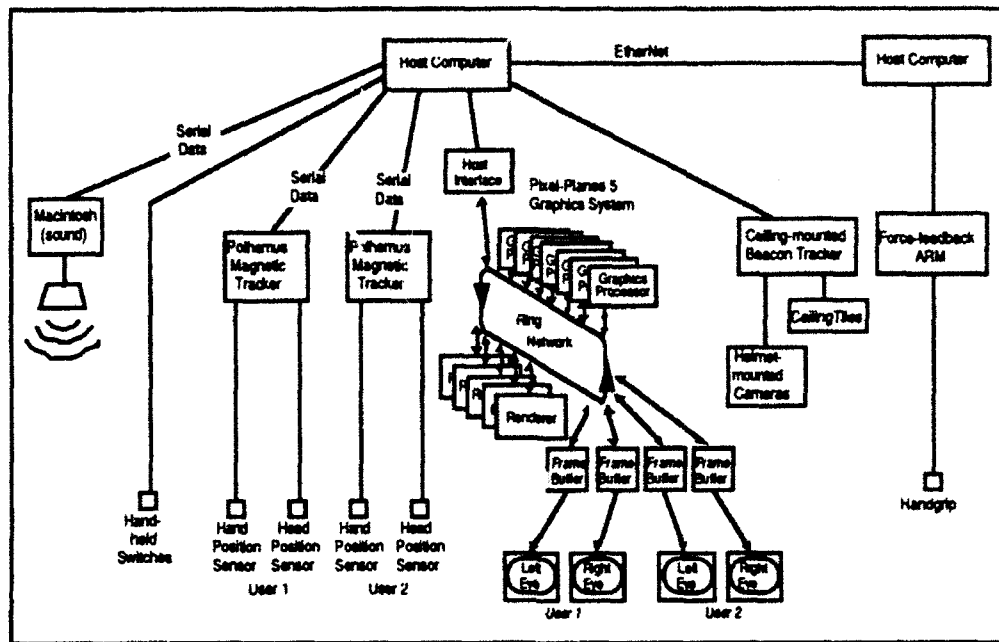 Host Computer
EtherNet
Host Computer
Serial
Data
Serial
Data
Serial
Data
Host
Interface
Pixel-Planes 5
Graphics System
Macintosh
(sound)
Polhemus
Magnetic
Tracker
Polhemus
Magnetic
Tracker
Graphics
Processor
Ceiling-mounted
Beacon Tracker
Force-feedback
ARM
Ring
Network
Ceiling Tiles
Helmet-
mounted
Cameras
Renderer
Frame-
Buffer
Frame-
Buffer
Frame-
Buffer
Frame-
Buffer
Hand-
held
Switches
Hand
Position
Sensor
Head
Position
Sensor
Hand
Position
Sensor
Head
Position
Sensor
Handgrip
User 1
User 2
Left
Eye
Right
Eye
Left
Eye
Right
Eye
User 1
User 2